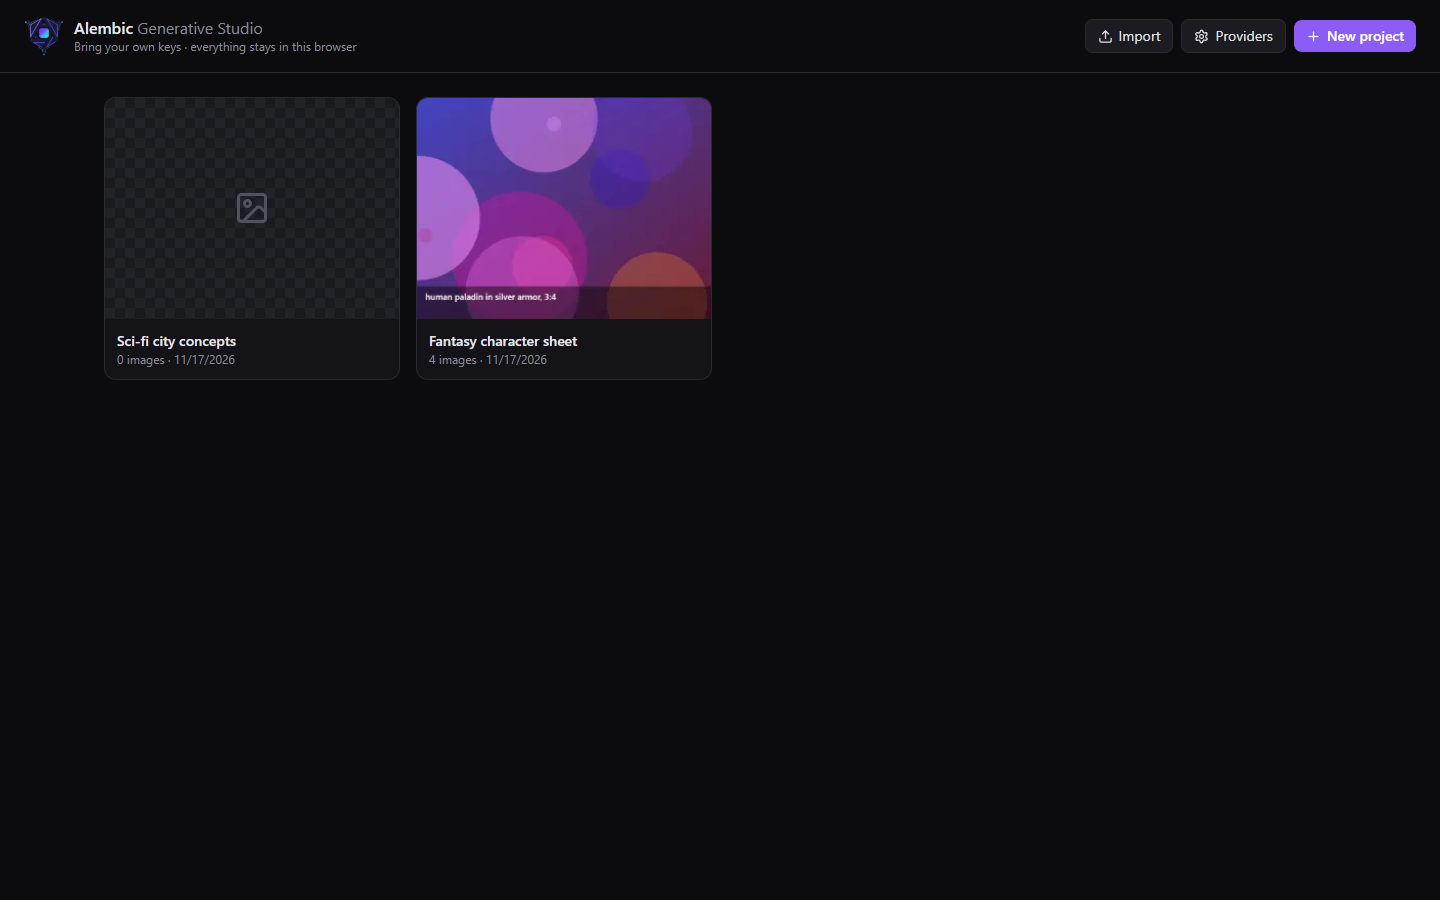 Alembic Generative Studio
Bring your own keys · everything stays in this browser
Import
Providers
New project
human paladin in silver armor, 3:4
Sci-fi city concepts
0 images · 11/17/2026
Fantasy character sheet
4 images · 11/17/2026